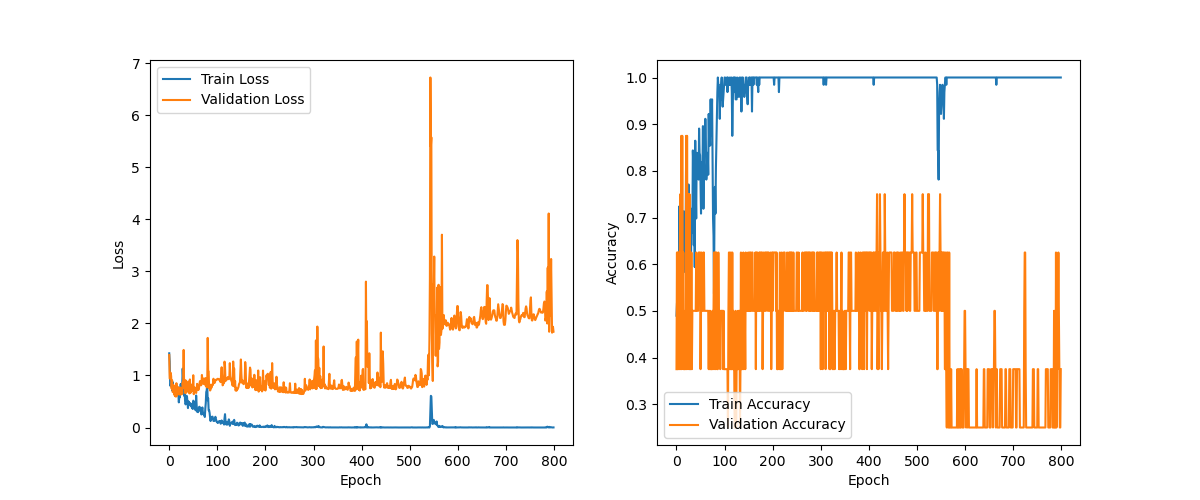 Train Loss
Validation Loss
7
6
5
4
3
2
1
0
Loss
0 100 200 300 400 500 600 700 800
Epoch
1.0
0.9
0.8
0.7
0.6
0.5
0.4
0.3
Accuracy
Train Accuracy
Validation Accuracy
0 100 200 300 400 500 600 700 800
Epoch